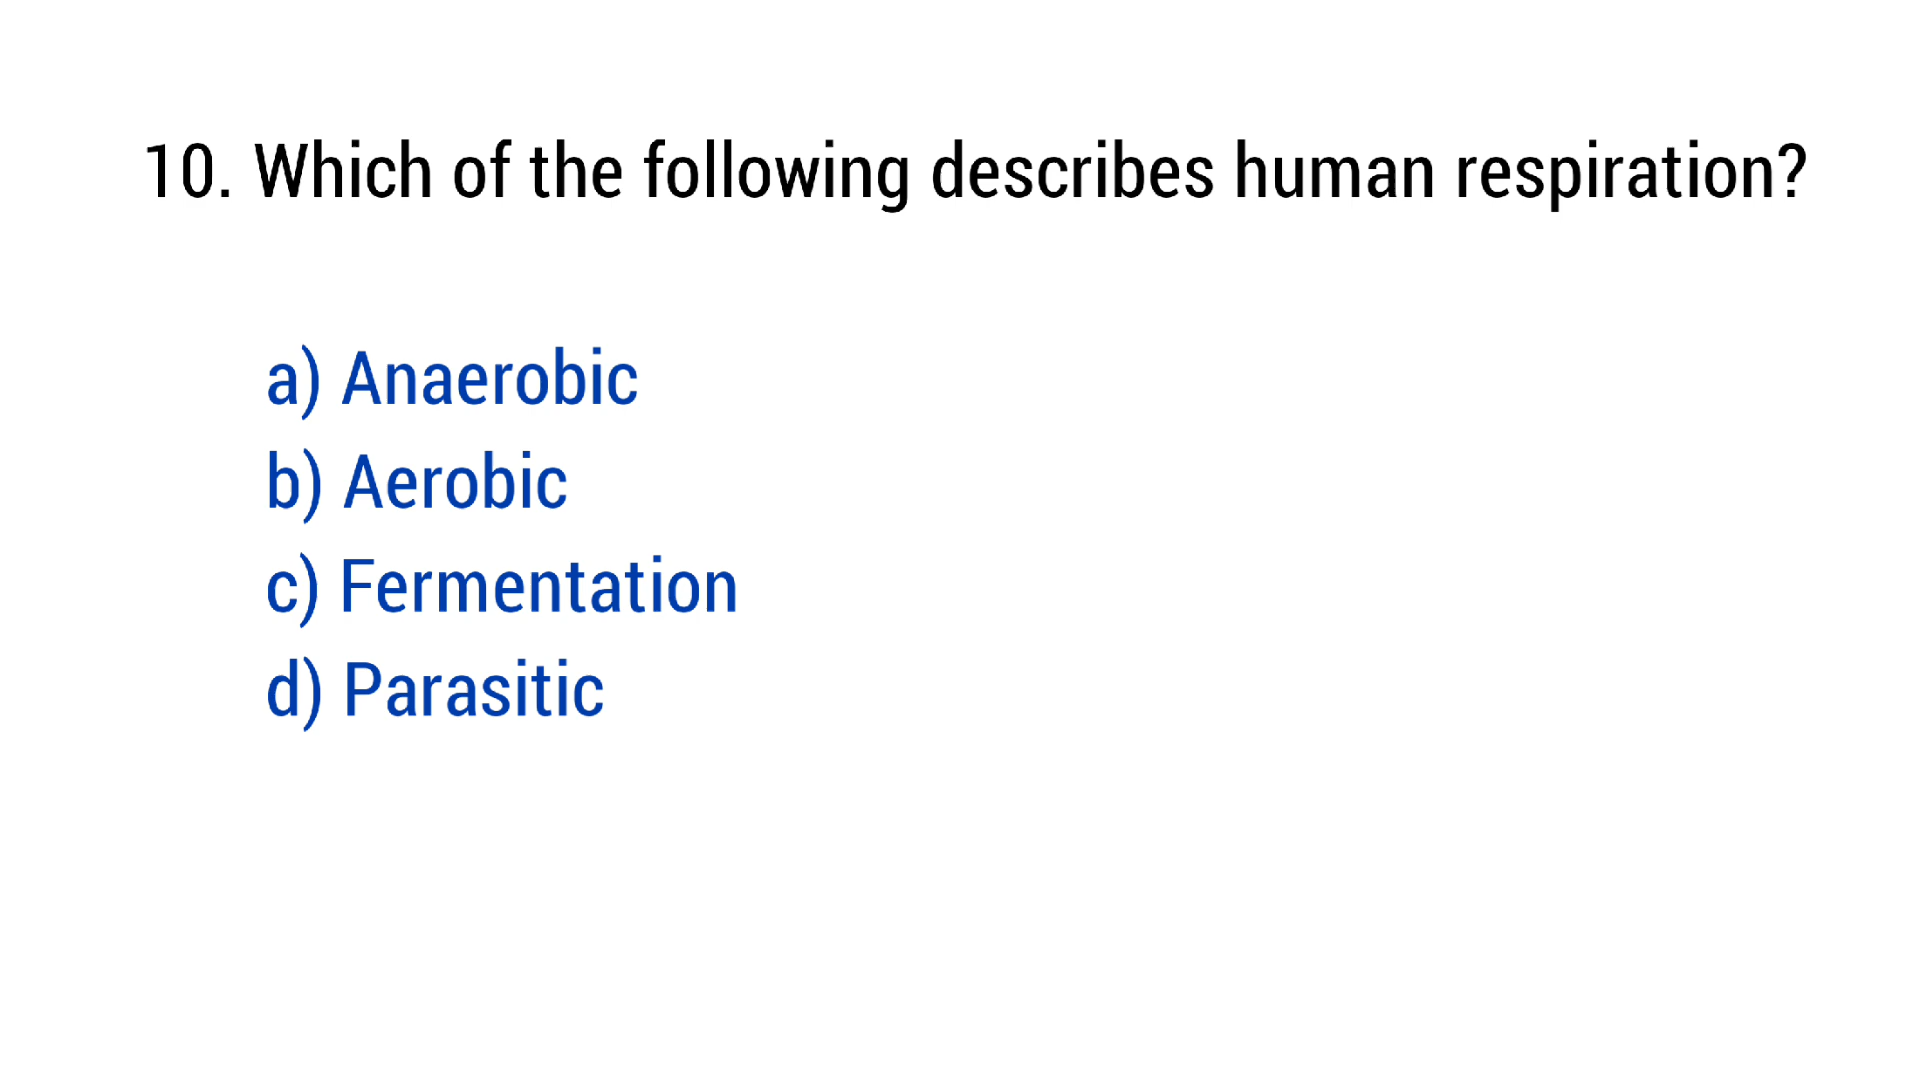 10. Which of the following describes human respiration?
a) Anaerobic
b) Aerobic
c) Fermentation
d) Parasitic